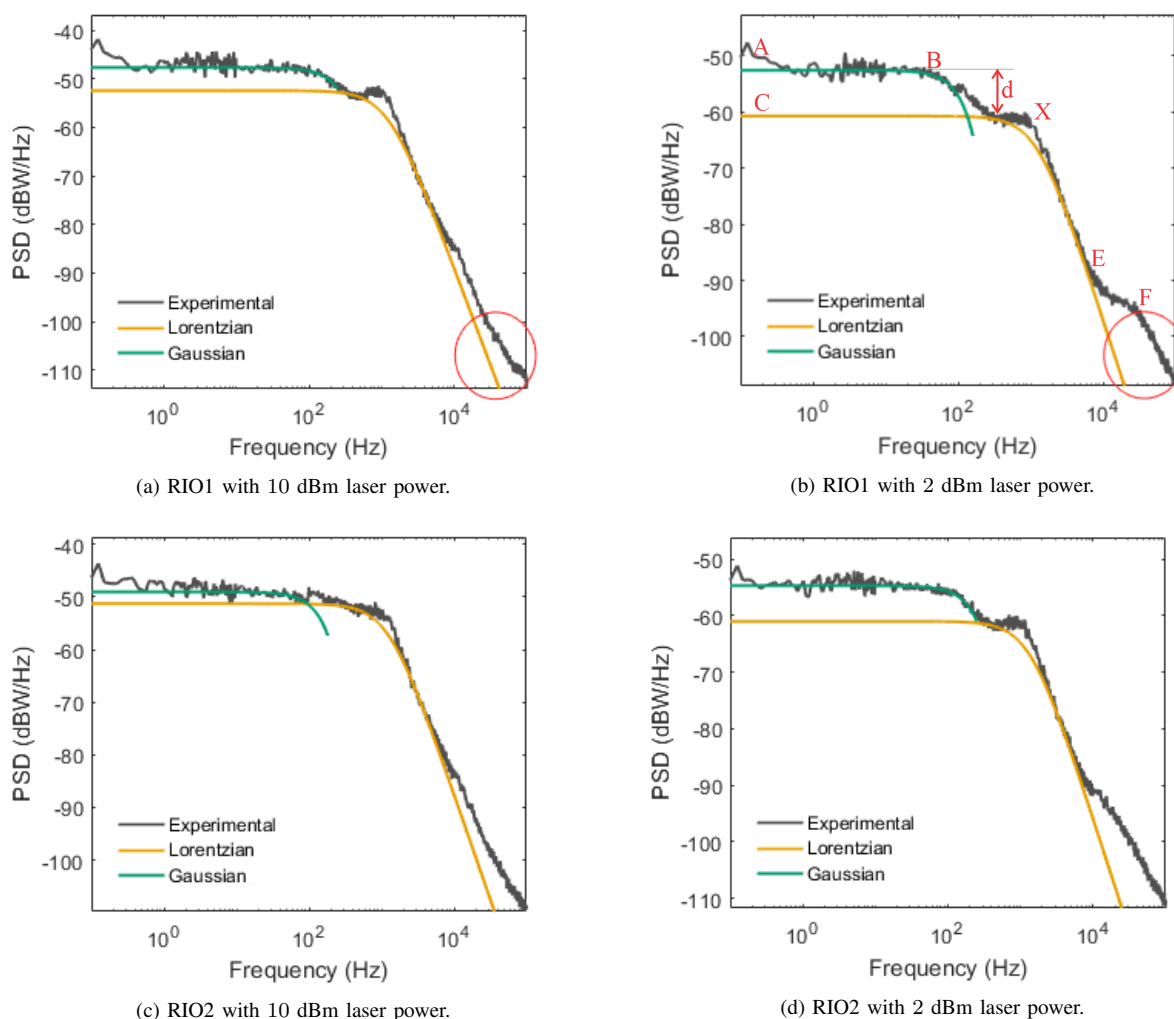 -40
-50
-60
-70
-80
-90
-100
-110
PSD (dBW/Hz)
Experimental
Lorentzian
Gaussian
10^0
10^2
10^4
Frequency (Hz)
(a) RIO1 with 10 dBm laser power.
-50
-60
-70
-80
-90
-100
PSD (dBW/Hz)
A
B
C
d
X
E
F
Experimental
Lorentzian
Gaussian
10^0
10^2
10^4
Frequency (Hz)
(b) RIO1 with 2 dBm laser power.
-40
-50
-60
-70
-80
-90
-100
PSD (dBW/Hz)
Experimental
Lorentzian
Gaussian
10^0
10^2
10^4
Frequency (Hz)
(c) RIO2 with 10 dBm laser power.
-50
-60
-70
-80
-90
-100
-110
PSD (dBW/Hz)
Experimental
Lorentzian
Gaussian
10^0
10^2
10^4
Frequency (Hz)
(d) RIO2 with 2 dBm laser power.